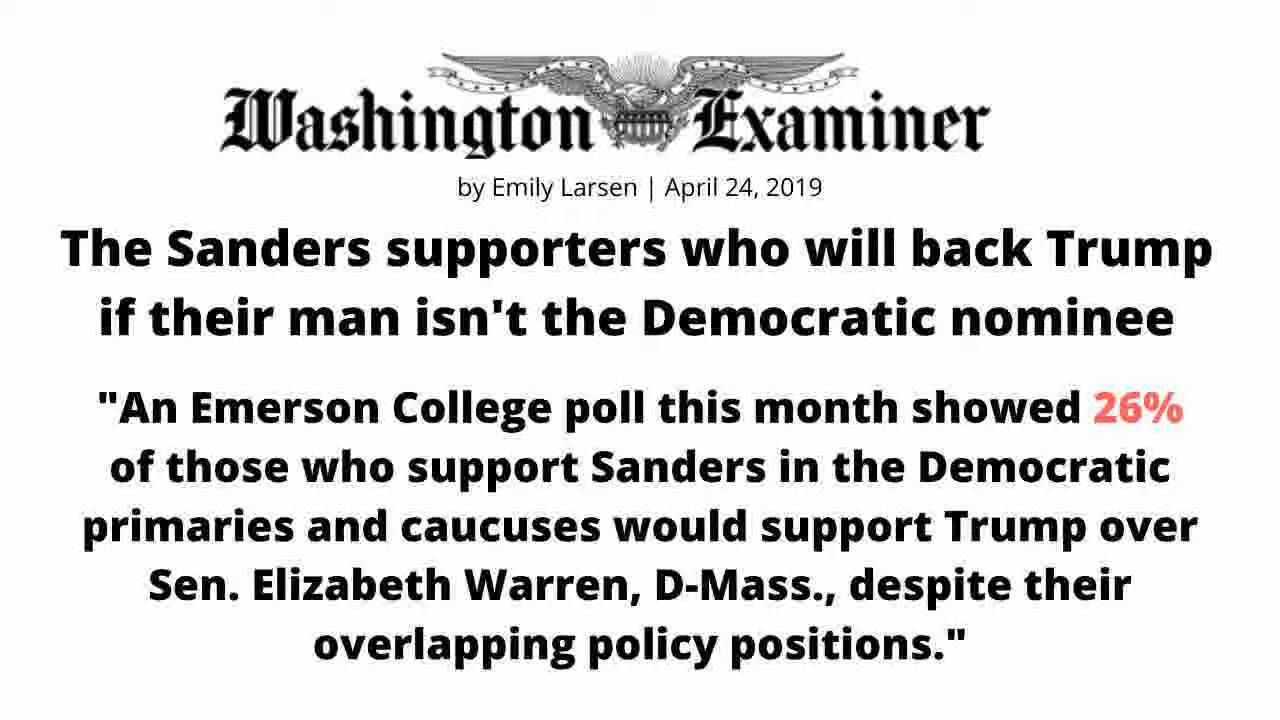 Washington Examiner
by Emily Larsen | April 24, 2019
The Sanders supporters who will back Trump
if their man isn't the Democratic nominee
"An Emerson College poll this month showed 26%
of those who support Sanders in the Democratic
primaries and caucuses would support Trump over
Sen. Elizabeth Warren, D-Mass., despite their
overlapping policy positions."